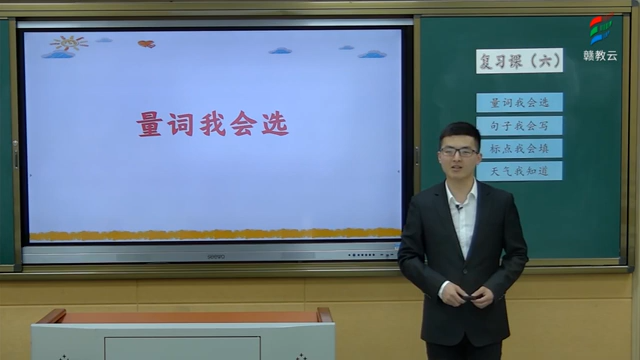 量词我会选
复习课（六）
量词我会选
句子我会写
标点我会填
天气我知道
赣教云